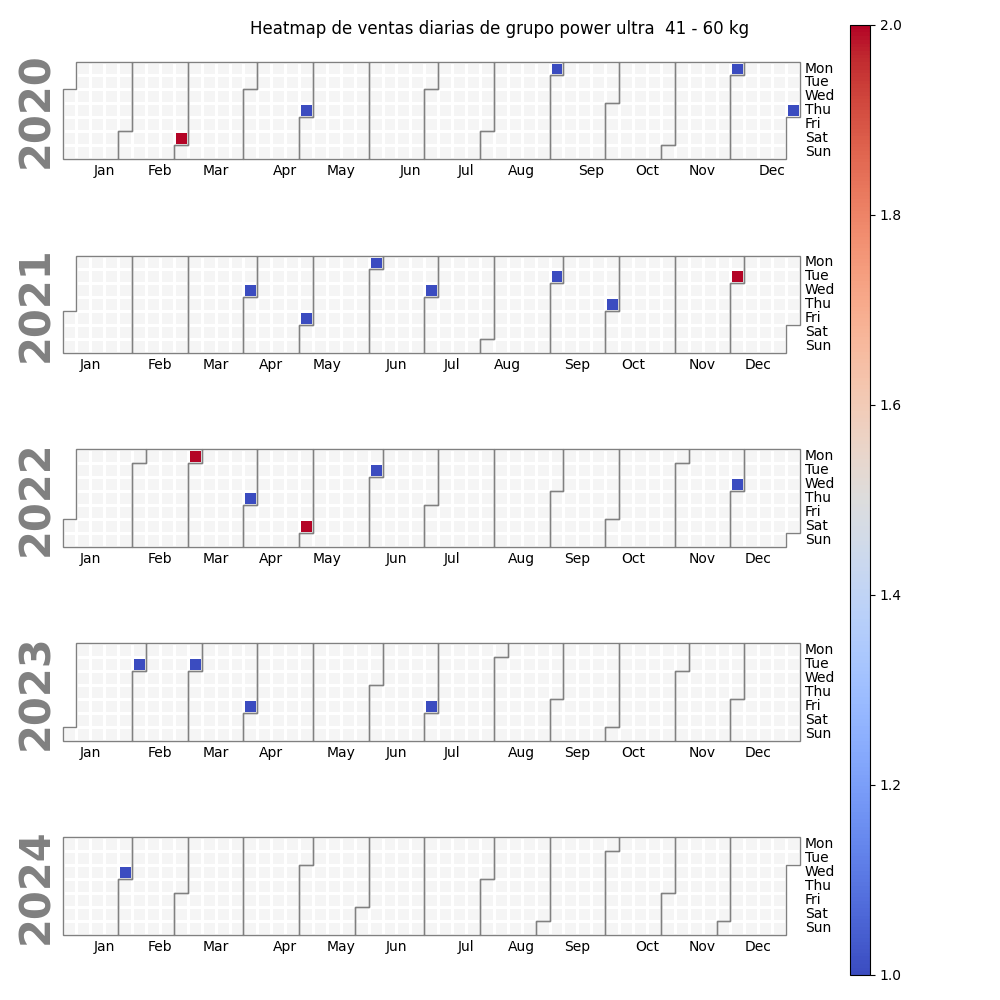 Heatmap de ventas diarias de grupo power ultra  41 - 60 kg
2020
Mon
Tue
Wed
Thu
Fri
Sat
Sun
Jan Feb Mar Apr May Jun Jul Aug Sep Oct Nov Dec
2021
Mon
Tue
Wed
Thu
Fri
Sat
Sun
Jan Feb Mar Apr May Jun Jul Aug Sep Oct Nov Dec
2022
Mon
Tue
Wed
Thu
Fri
Sat
Sun
Jan Feb Mar Apr May Jun Jul Aug Sep Oct Nov Dec
2023
Mon
Tue
Wed
Thu
Fri
Sat
Sun
Jan Feb Mar Apr May Jun Jul Aug Sep Oct Nov Dec
2024
Mon
Tue
Wed
Thu
Fri
Sat
Sun
Jan Feb Mar Apr May Jun Jul Aug Sep Oct Nov Dec
2.0
1.8
1.6
1.4
1.2
1.0